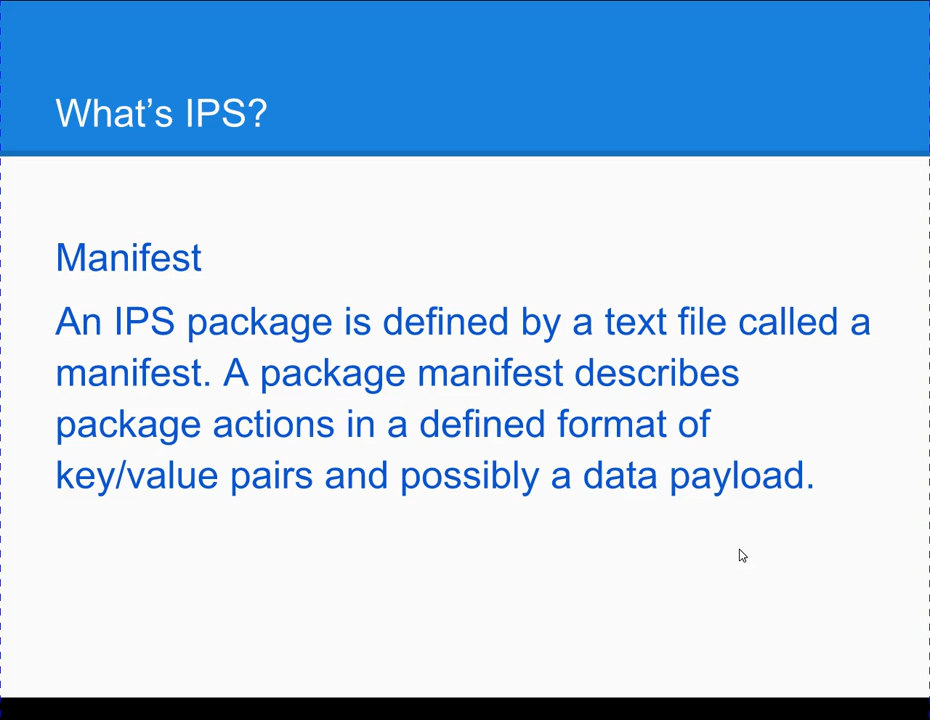 What’s IPS?
Manifest
An IPS package is defined by a text file called a
manifest. A package manifest describes
package actions in a defined format of
key/value pairs and possibly a data payload.